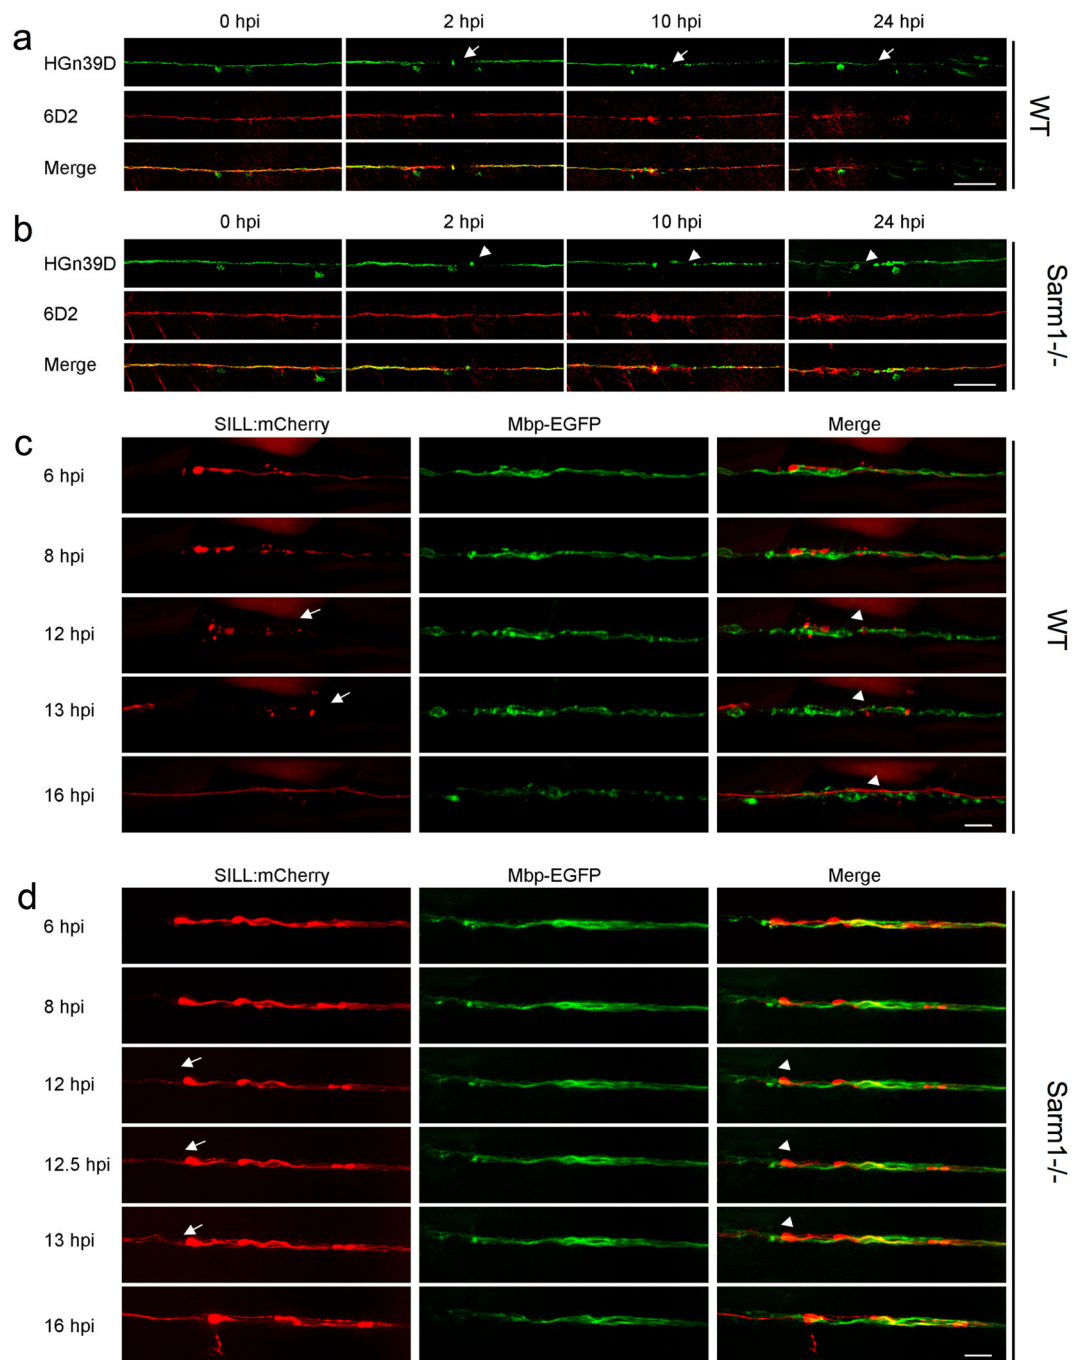 a
0 hpi 2 hpi 10 hpi 24 hpi
HGn39D
6D2
Merge
WT
b
0 hpi 2 hpi 10 hpi 24 hpi
HGn39D
6D2
Merge
Sarm1-/-
c
SILL:mCherry Mbp-EGFP Merge
6 hpi
8 hpi
12 hpi
13 hpi
16 hpi
WT
d
SILL:mCherry Mbp-EGFP Merge
6 hpi
8 hpi
12 hpi
12.5 hpi
13 hpi
16 hpi
Sarm1-/-